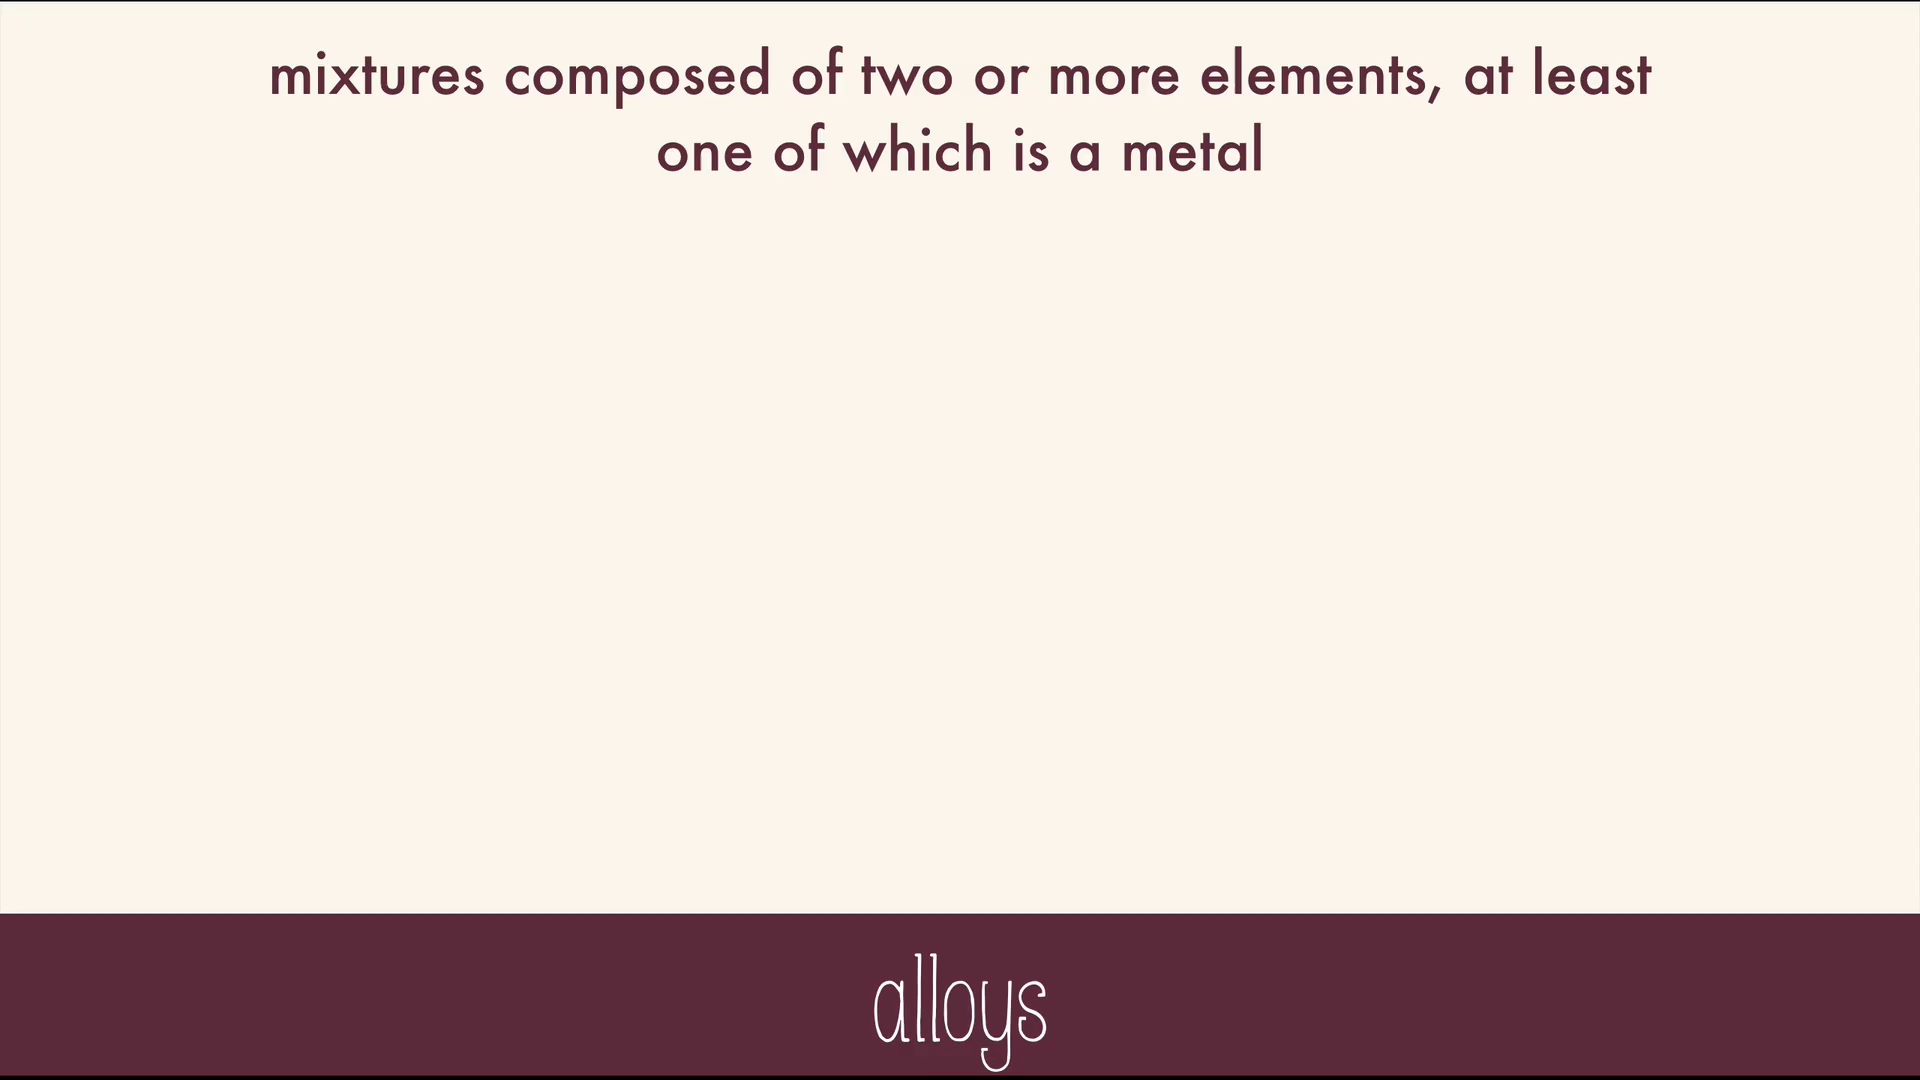 mixtures composed of two or more elements, at least
one of which is a metal
alloys